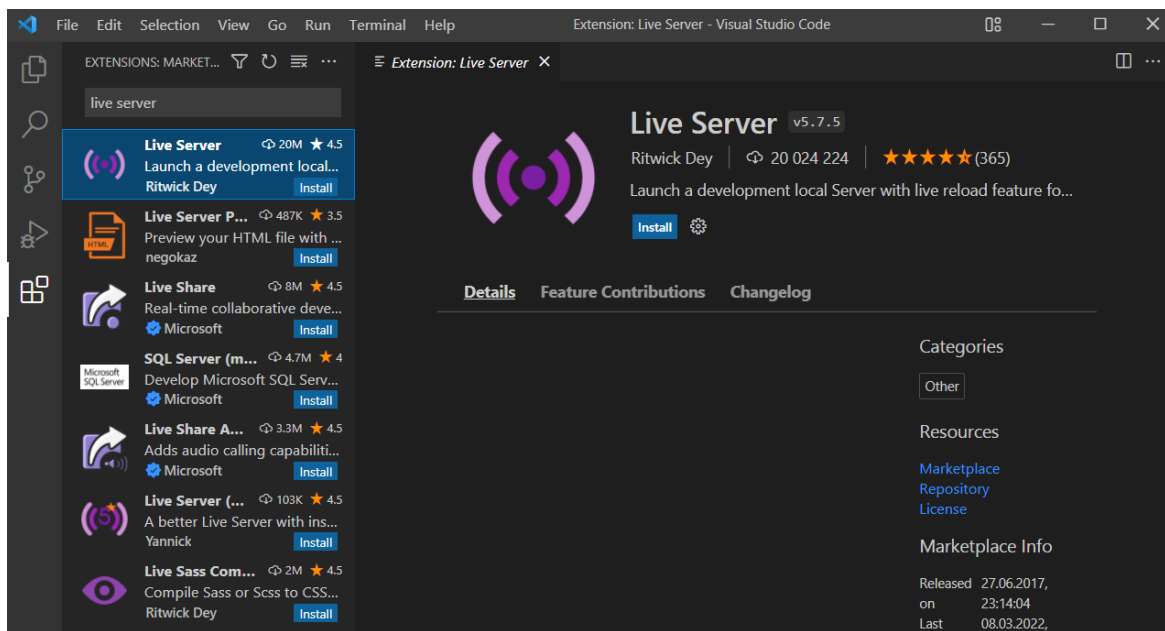 File Edit Selection View Go Run Terminal Help
Extension: Live Server - Visual Studio Code
EXTENSIONS: MARKET...
live server
Live Server 20M ★ 4.5
Launch a development local...
Ritwick Dey Install
HTML
Live Server P... 487K ★ 3.5
Preview your HTML file with ...
negokaz Install
Live Share 8M ★ 4.5
Real-time collaborative deve...
Microsoft Install
Microsoft
SQL Server
SQL Server (m... 4.7M ★ 4
Develop Microsoft SQL Serv...
Microsoft Install
Live Share A... 3.3M ★ 4.5
Adds audio calling capabiliti...
Microsoft Install
5
Live Server (... 103K ★ 4.5
A better Live Server with ins...
Yannick Install
Live Sass Com... 2M ★ 4.5
Compile Sass or Scss to CSS...
Ritwick Dey Install
Extension: Live Server
Live Server v5.7.5
Ritwick Dey 20 024 224 ★★★★★(365)
Launch a development local Server with live reload feature fo...
Install
Details Feature Contributions Changelog
Categories
Other
Resources
Marketplace
Repository
License
Marketplace Info
Released 27.06.2017,
on 23:14:04
Last 08.03.2022,